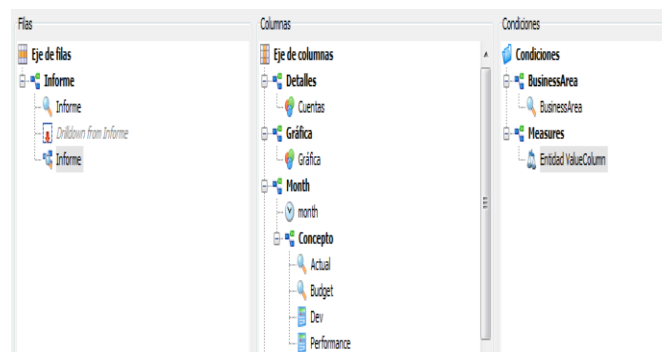 Filas
Eje de filas
Informe
Informe
Drilldown from Informe
Informe
Columnas
Eje de columnas
Detalles
Cuentas
Gráfica
Gráfica
Month
month
Concepto
Actual
Budget
Dev
Performance
Condiciones
Condiciones
BusinessArea
BusinessArea
Measures
Entidad ValueColumn